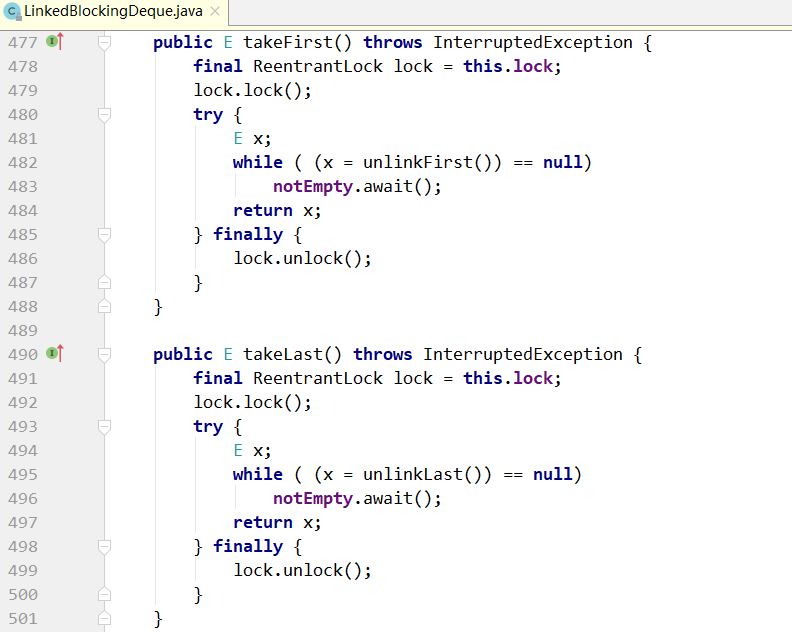 LinkedBlockingDeque.java
477 public E takeFirst() throws InterruptedException {
478 final ReentrantLock lock = this.lock;
479 lock.lock();
480 try {
481 E x;
482 while ( (x = unlinkFirst()) == null)
483 notEmpty.await();
484 return x;
485 } finally {
486 lock.unlock();
487 }
488 }
489
490 public E takeLast() throws InterruptedException {
491 final ReentrantLock lock = this.lock;
492 lock.lock();
493 try {
494 E x;
495 while ( (x = unlinkLast()) == null)
496 notEmpty.await();
497 return x;
498 } finally {
499 lock.unlock();
500 }
501 }